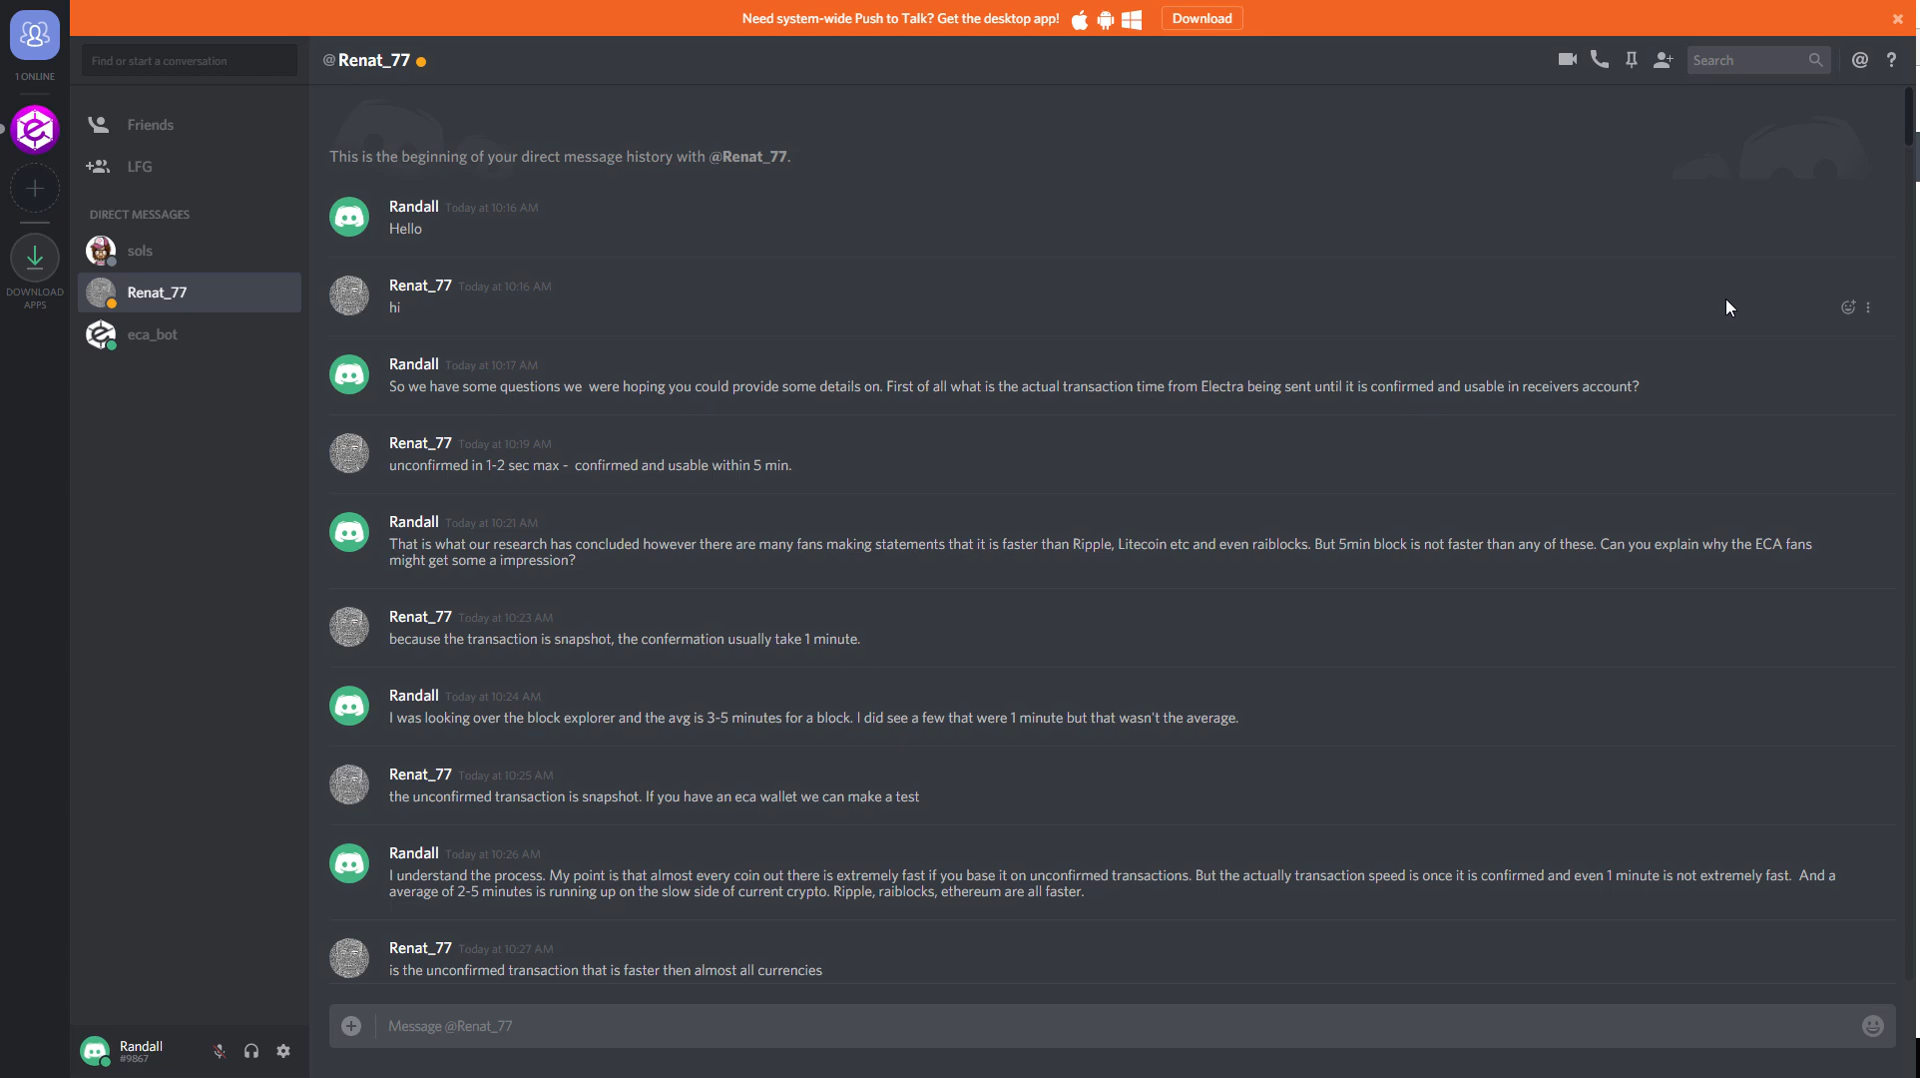 Need system-wide Push to Talk? Get the desktop app!
Download
1 ONLINE
DOWNLOAD
APPS
Find or start a conversation
Friends
LFG
DIRECT MESSAGES
sols
Renat_77
eca_bot
Randall
#9867
@Renat_77
Search
This is the beginning of your direct message history with @Renat_77.
Randall Today at 10:16 AM
Hello
Renat_77 Today at 10:16 AM
hi
Randall Today at 10:17 AM
So we have some questions we were hoping you could provide some details on. First of all what is the actual transaction time from Electra being sent until it is confirmed and usable in receivers account?
Renat_77 Today at 10:19 AM
unconfirmed in 1-2 sec max - confirmed and usable within 5 min.
Randall Today at 10:21 AM
That is what our research has concluded however there are many fans making statements that it is faster than Ripple, Litecoin etc and even raiblocks. But 5min block is not faster than any of these. Can you explain why the ECA fans
might get some a impression?
Renat_77 Today at 10:23 AM
because the transaction is snapshot, the confermation usually take 1 minute.
Randall Today at 10:24 AM
I was looking over the block explorer and the avg is 3-5 minutes for a block. I did see a few that were 1 minute but that wasn't the average.
Renat_77 Today at 10:25 AM
the unconfirmed transaction is snapshot. If you have an eca wallet we can make a test
Randall Today at 10:26 AM
I understand the process. My point is that almost every coin out there is extremely fast if you base it on unconfirmed transactions. But the actually transaction speed is once it is confirmed and even 1 minute is not extremely fast. And a
average of 2-5 minutes is running up on the slow side of current crypto. Ripple, raiblocks, ethereum are all faster.
Renat_77 Today at 10:27 AM
is the unconfirmed transaction that is faster then almost all currencies
Message @Renat_77